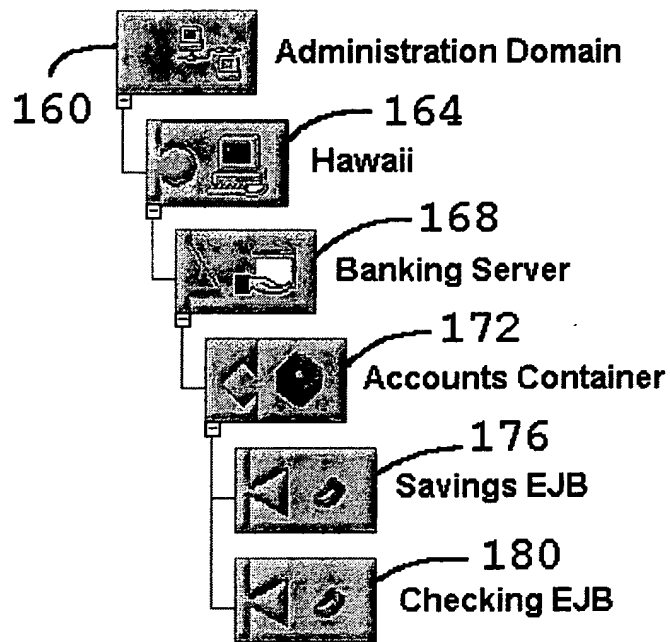 Administration Domain
160
164
Hawaii
168
Banking Server
172
Accounts Container
176
Savings EJB
180
Checking EJB